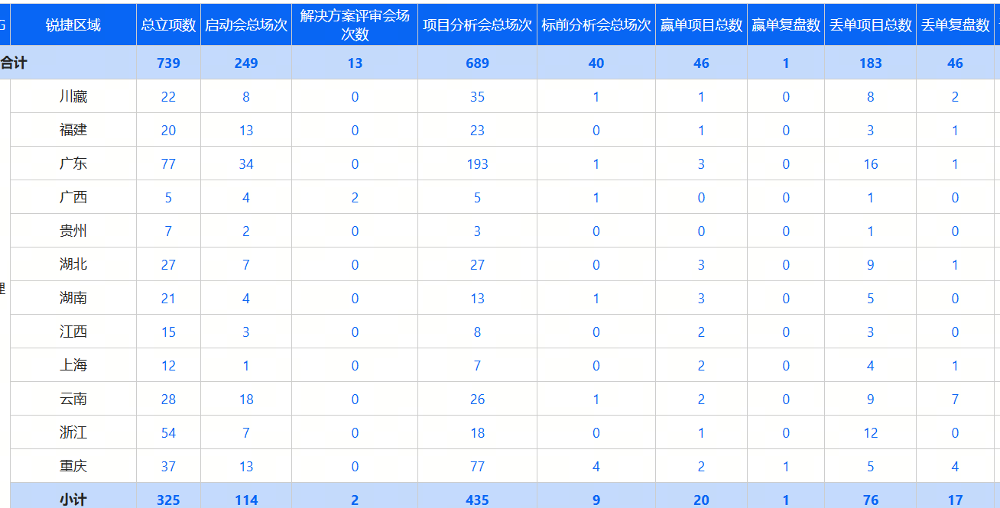 锐捷区域 总立项数 启动会总场次 解决方案评审会场次数 项目分析会总场次 标前分析会总场次 赢单项目总数 赢单复盘数 丢单项目总数 丢单复盘数
合计 739 249 13 689 40 46 1 183 46
川藏 22 8 0 35 1 1 0 8 2
福建 20 13 0 23 0 1 0 3 1
广东 77 34 0 193 1 3 0 16 1
广西 5 4 2 5 1 0 0 1 0
贵州 7 2 0 3 0 0 0 1 0
湖北 27 7 0 27 0 3 0 9 1
湖南 21 4 0 13 1 3 0 5 0
江西 15 3 0 8 0 2 0 3 0
上海 12 1 0 7 0 2 0 4 1
云南 28 18 0 26 1 2 0 9 7
浙江 54 7 0 18 0 1 0 12 0
重庆 37 13 0 77 4 2 1 5 4
小计 325 114 2 435 9 20 1 76 17